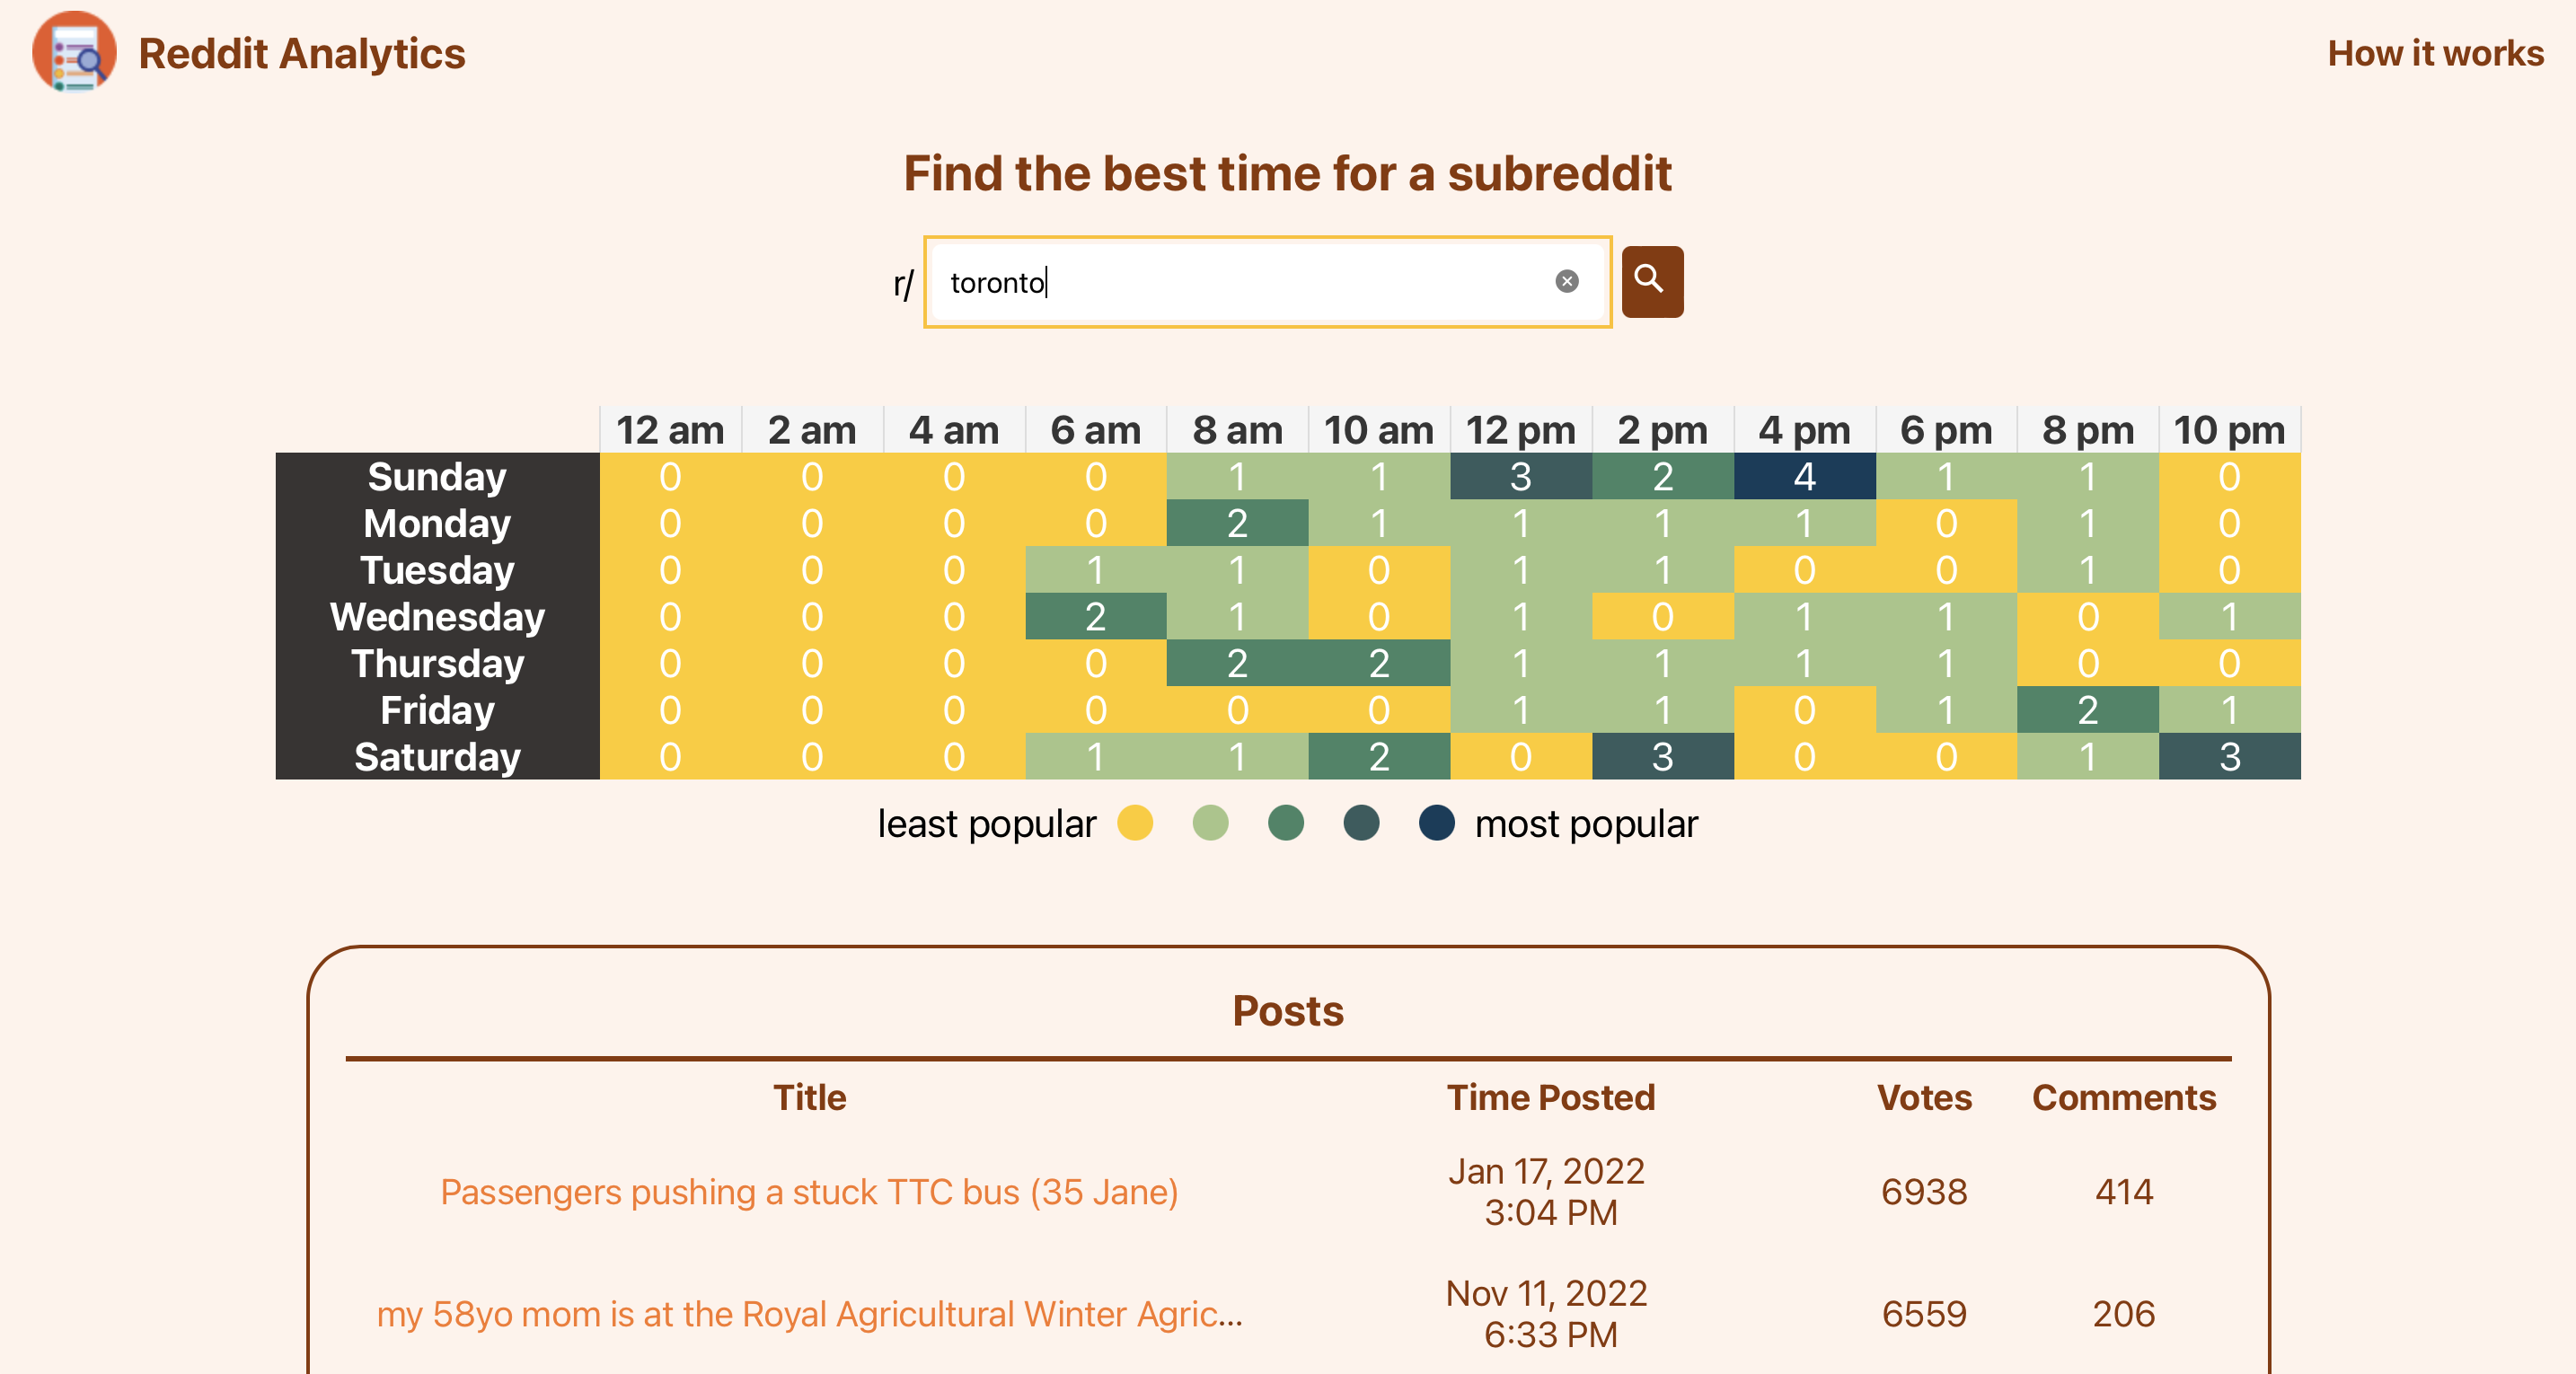 Reddit Analytics
How it works
Find the best time for a subreddit
r/ toronto
12 am 2 am 4 am 6 am 8 am 10 am 12 pm 2 pm 4 pm 6 pm 8 pm 10 pm
Sunday 0 0 0 0 1 1 3 2 4 1 1 0
Monday 0 0 0 0 2 1 1 1 1 0 1 0
Tuesday 0 0 0 1 1 0 1 1 0 0 1 0
Wednesday 0 0 0 2 1 0 1 0 1 1 0 1
Thursday 0 0 0 0 2 2 1 1 1 1 0 0
Friday 0 0 0 0 0 0 1 1 0 1 2 1
Saturday 0 0 0 1 1 2 0 3 0 0 1 3
least popular most popular
Posts
Title Time Posted Votes Comments
Passengers pushing a stuck TTC bus (35 Jane) Jan 17, 2022 6938 414
3:04 PM
my 58yo mom is at the Royal Agricultural Winter Agric... Nov 11, 2022 6559 206
6:33 PM